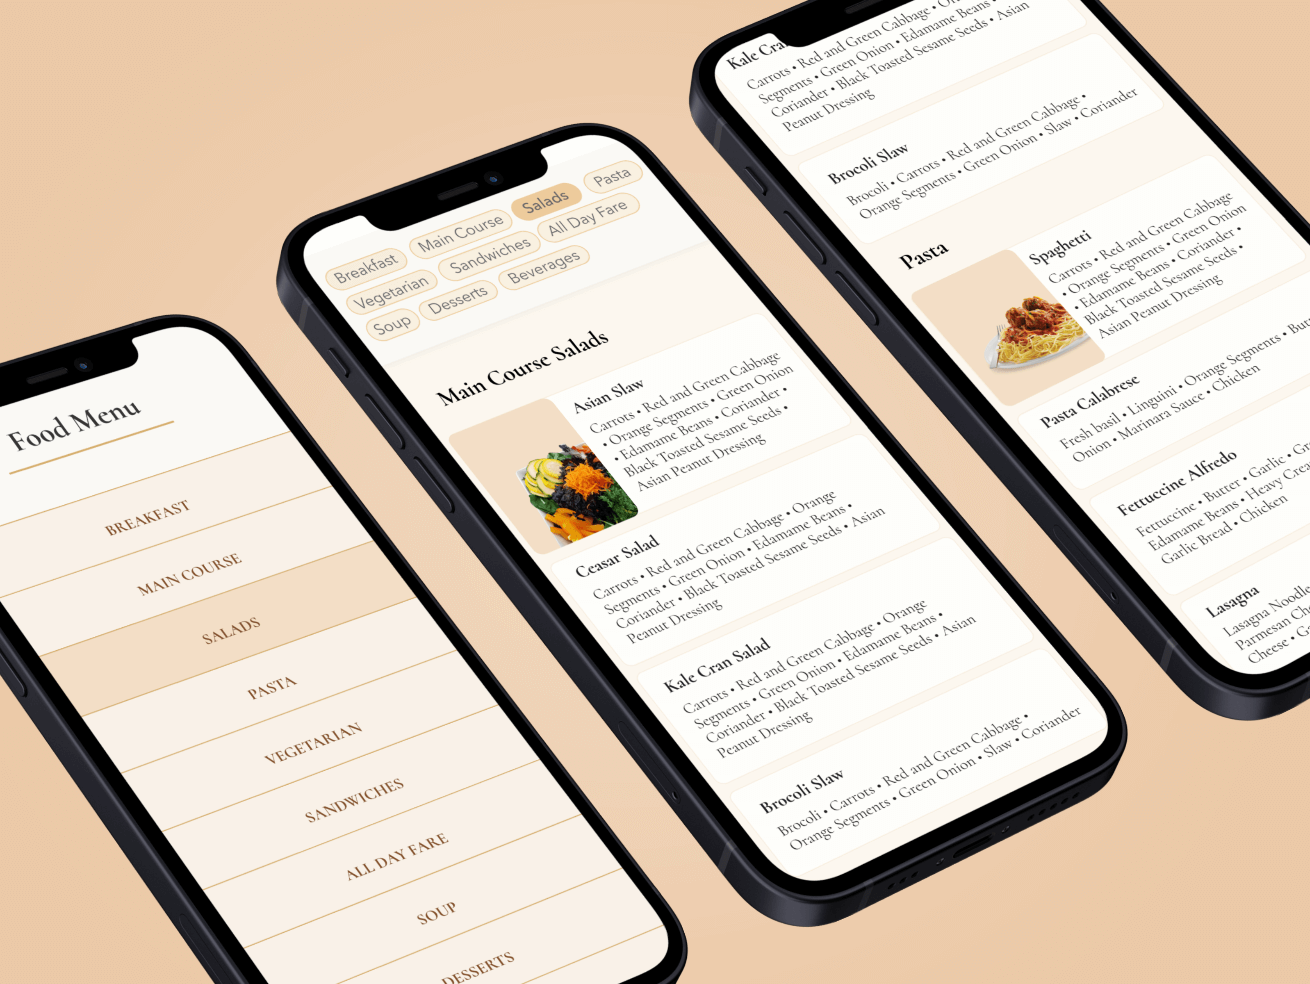 Food Menu
BREAKFAST
MAIN COURSE
SALADS
PASTA
VEGETARIAN
SANDWICHES
ALL DAY FARE
SOUP
DESSERTS
Breakfast
Main Course
Salads
Pasta
Vegetarian
Sandwiches
All Day Fare
Soup
Desserts
Beverages
Main Course Salads
Asian Slaw
Carrots • Red and Green Cabbage
• Orange Segments • Green Onion
• Edamame Beans • Coriander •
Black Toasted Sesame Seeds •
Asian Peanut Dressing
Ceasar Salad
Carrots • Red and Green Cabbage • Orange
Segments • Green Onion • Edamame Beans •
Coriander • Black Toasted Sesame Seeds • Asian
Peanut Dressing
Kale Cran Salad
Carrots • Red and Green Cabbage • Orange
Segments • Green Onion • Edamame Beans •
Coriander • Black Toasted Sesame Seeds • Asian
Peanut Dressing
Brocoli Slaw
Brocoli • Carrots • Red and Green Cabbage •
Orange Segments • Green Onion • Slaw • Coriander
Kale Cra
Carrots • Red and Green Cabbage •
Segments • Green Onion • Edamame Beans •
Coriander • Black Toasted Sesame Seeds • Asian
Peanut Dressing
Brocoli Slaw
Brocoli • Carrots • Red and Green Cabbage •
Orange Segments • Green Onion • Slaw • Coriander
Pasta
Spaghetti
Carrots • Red and Green Cabbage
• Orange Segments • Green Onion
• Edamame Beans • Coriander •
Black Toasted Sesame Seeds •
Asian Peanut Dressing
Pasta Calabrese
Fresh basil • Linguini • Orange Segments • Butt
Onion • Marinara Sauce • Chicken
Fettuccine Alfredo
Fettuccine • Butter • Garlic •
Edamame Beans • Heavy Crea
Garlic Bread • Chicken
Lasagna
Lasagna Noodle
Parmesan Ch
Cheese •